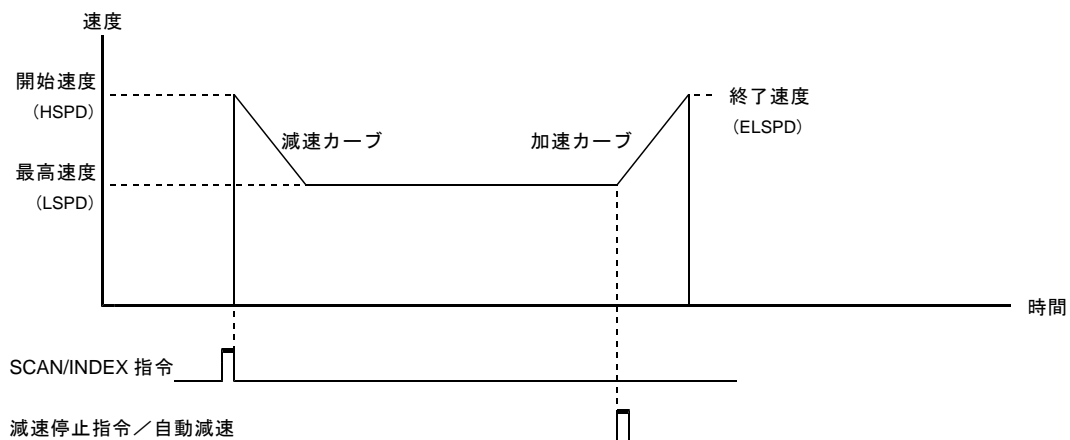 速度
開始速度
（HSPD）
減速カーブ
加速カーブ
終了速度
（ELSPD）
最高速度
（LSPD）
時間
SCAN/INDEX 指令
減速停止指令／自動減速